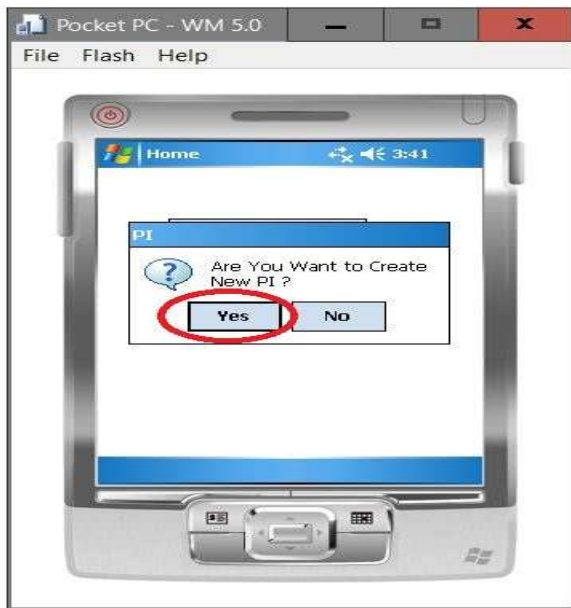 Pocket PC - WM 5.0
File Flash Help
Home 3:41
PI
Are You Want to Create
New PI ?
Yes No